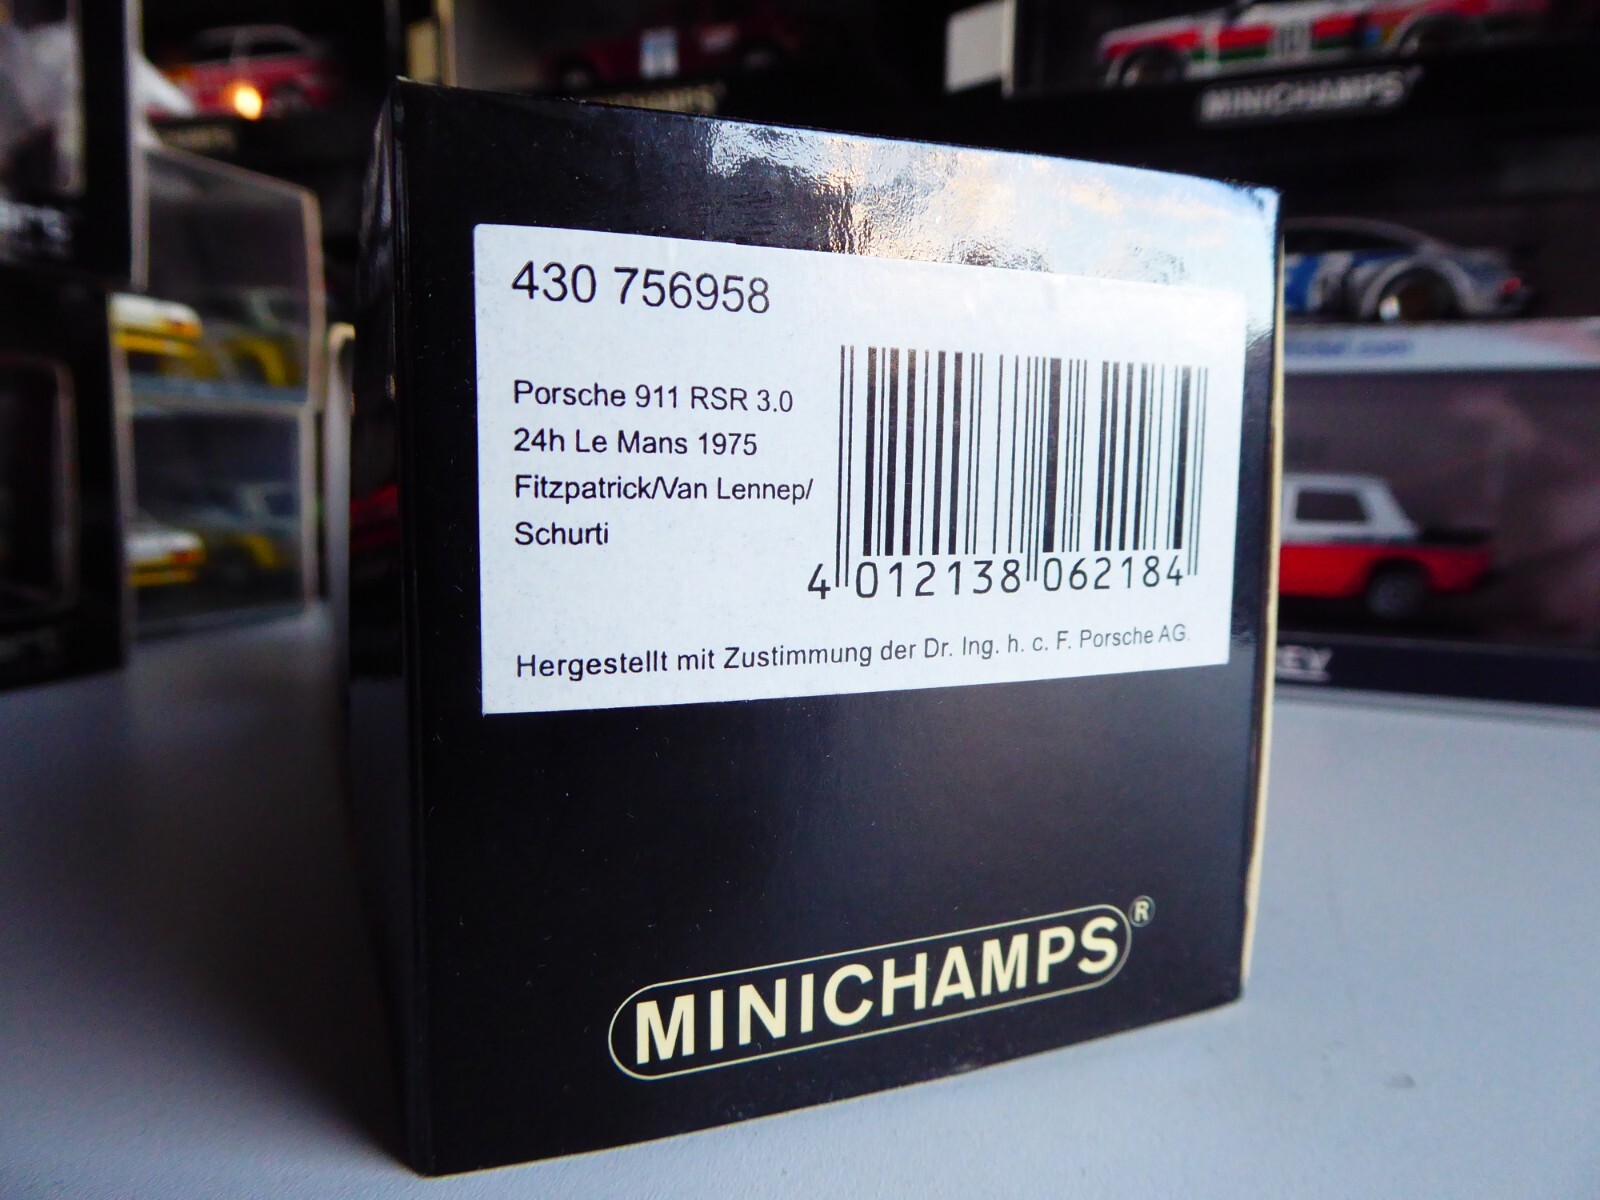 MINICHAMPS
430 756958
Porsche 911 RSR 3.0
24h Le Mans 1975
Fitzpatrick/Van Lennep/
Schurti
4 012138 062184
Hergestellt mit Zustimmung der Dr. Ing. h. c. F. Porsche AG.
MINICHAMPS®